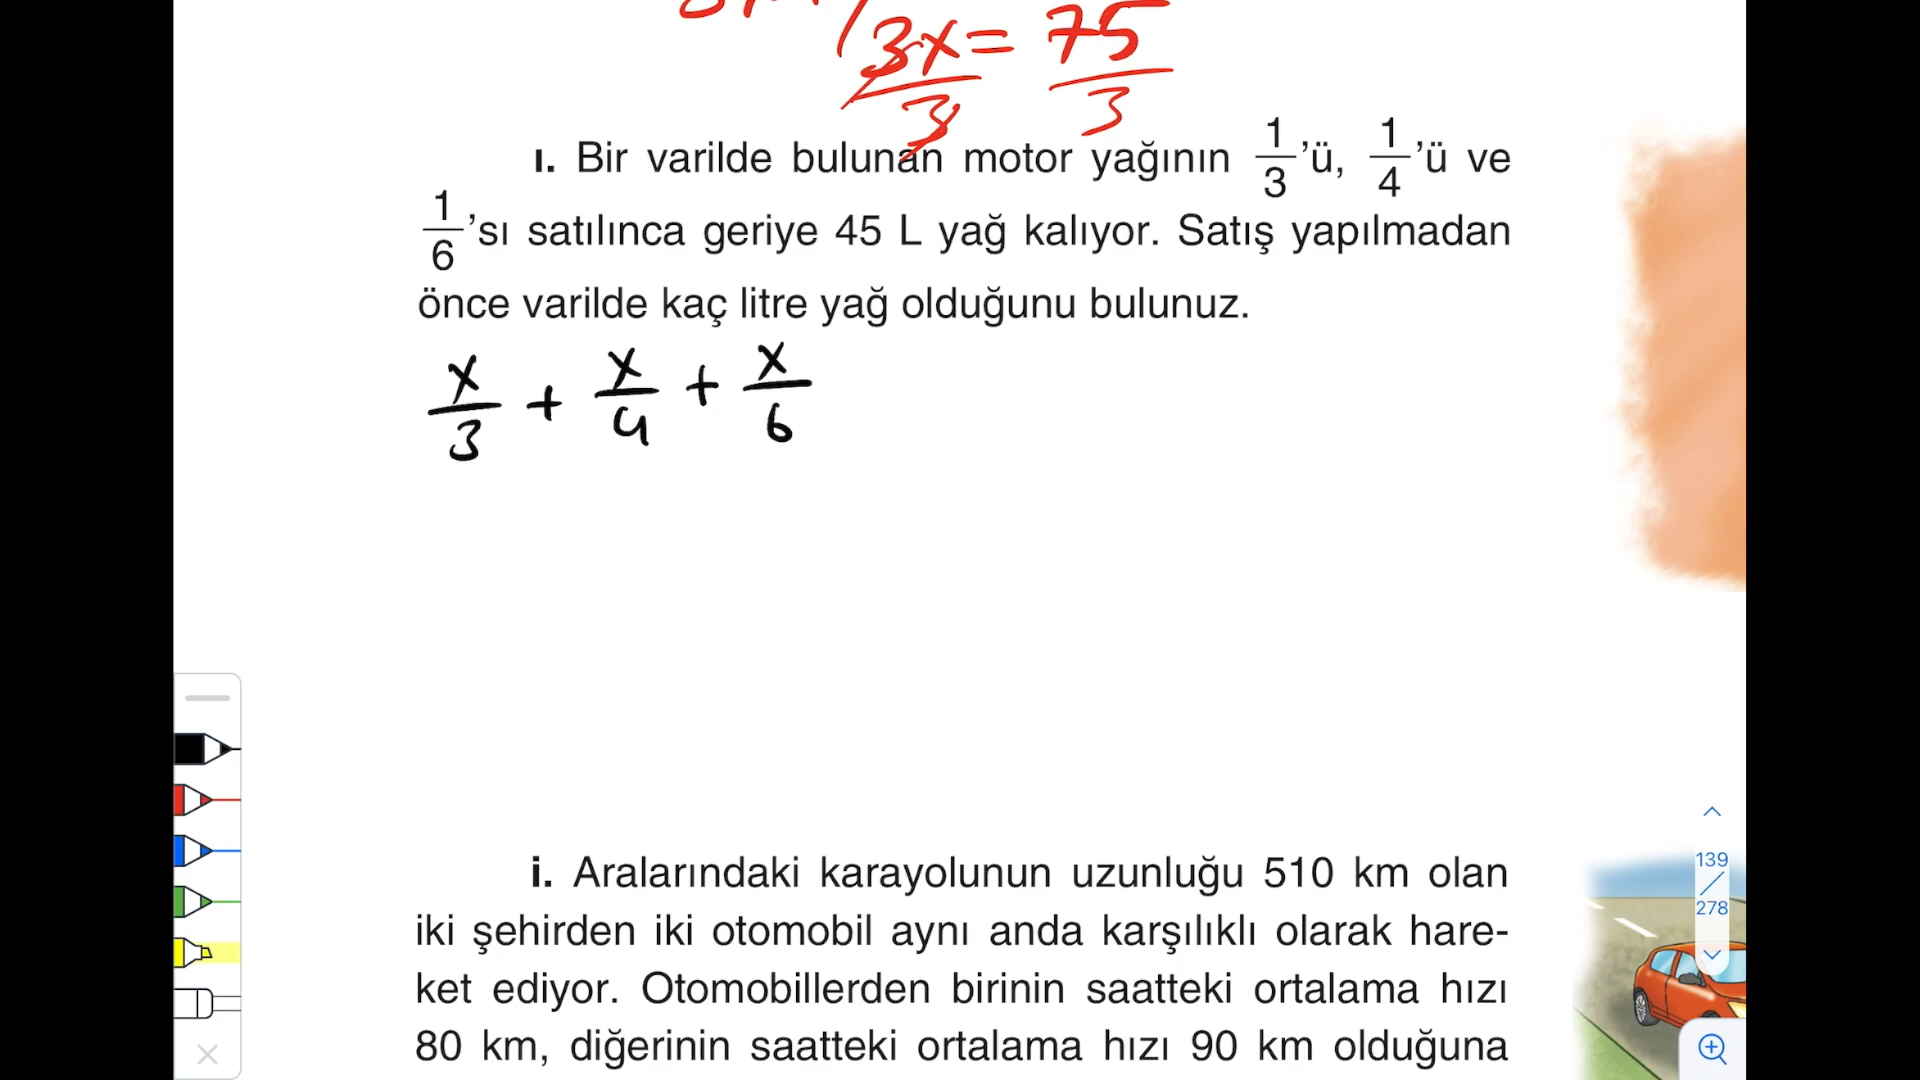 3x = 75
3 3
ı. Bir varilde bulunan motor yağının 1/3'ü, 1/4'ü ve
1/6'sı satılınca geriye 45 L yağ kalıyor. Satış yapılmadan
önce varilde kaç litre yağ olduğunu bulunuz.
x/3 + x/4 + x/6
i. Aralarındaki karayolunun uzunluğu 510 km olan
iki şehirden iki otomobil aynı anda karşılıklı olarak hare-
ket ediyor. Otomobillerden birinin saatteki ortalama hızı
80 km, diğerinin saatteki ortalama hızı 90 km olduğuna
139
278